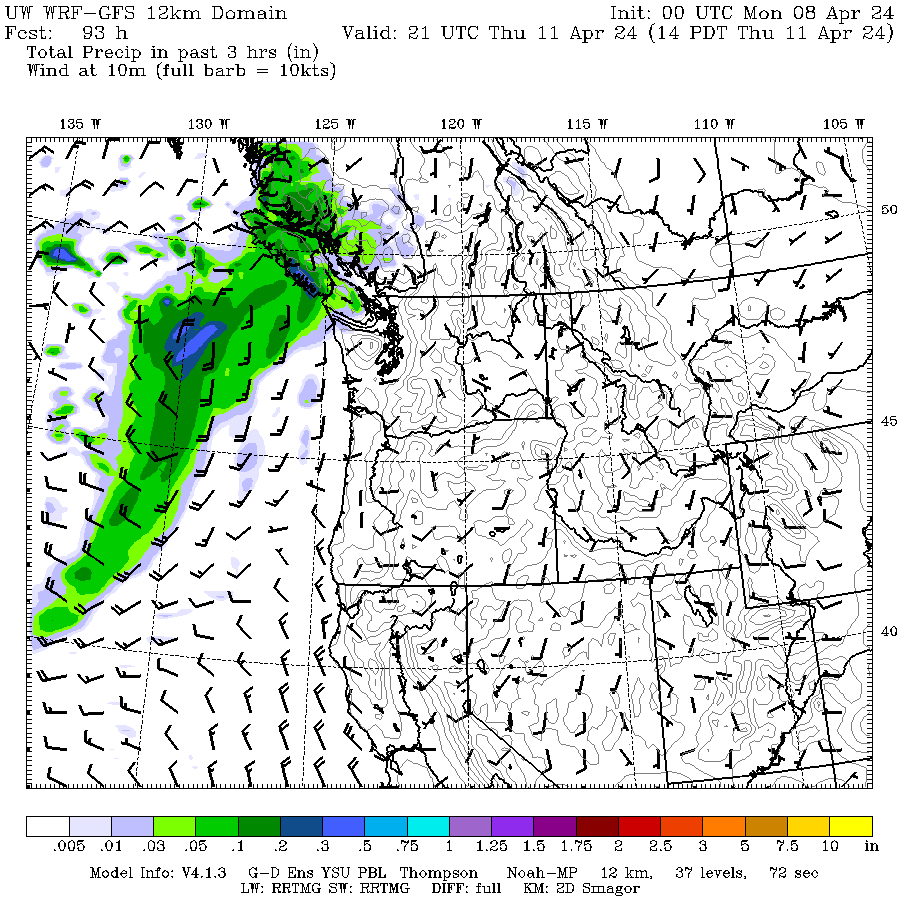 UW WRF-GFS 12km Domain Init: 00 UTC Mon 08 Apr 24
Fcst: 93 h Valid: 21 UTC Thu 11 Apr 24 (14 PDT Thu 11 Apr 24)
Total Precip in past 3 hrs (in)
Wind at 10m (full barb = 10kts)
135 W 130 W 125 W 120 W 115 W 110 W 105 W
50
45
40
.005 .01 .03 .05 .1 .2 .3 .5 .75 1 1.25 1.5 1.75 2 2.5 3 5 7.5 10 in
Model Info: V4.1.3 G-D Ens YSU PBL Thompson Noah-MP 12 km, 37 levels, 72 sec
LW: RRTMG SW: RRTMG DIFF: full KM: 2D Smagor